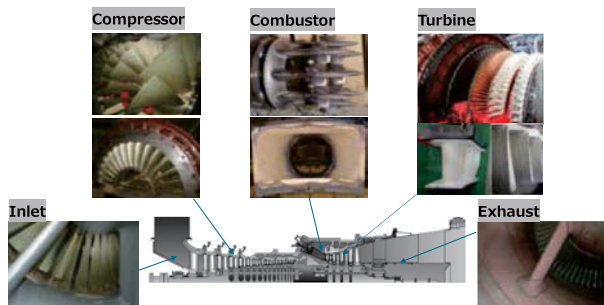 Compressor
Combustor
Turbine
Inlet
Exhaust